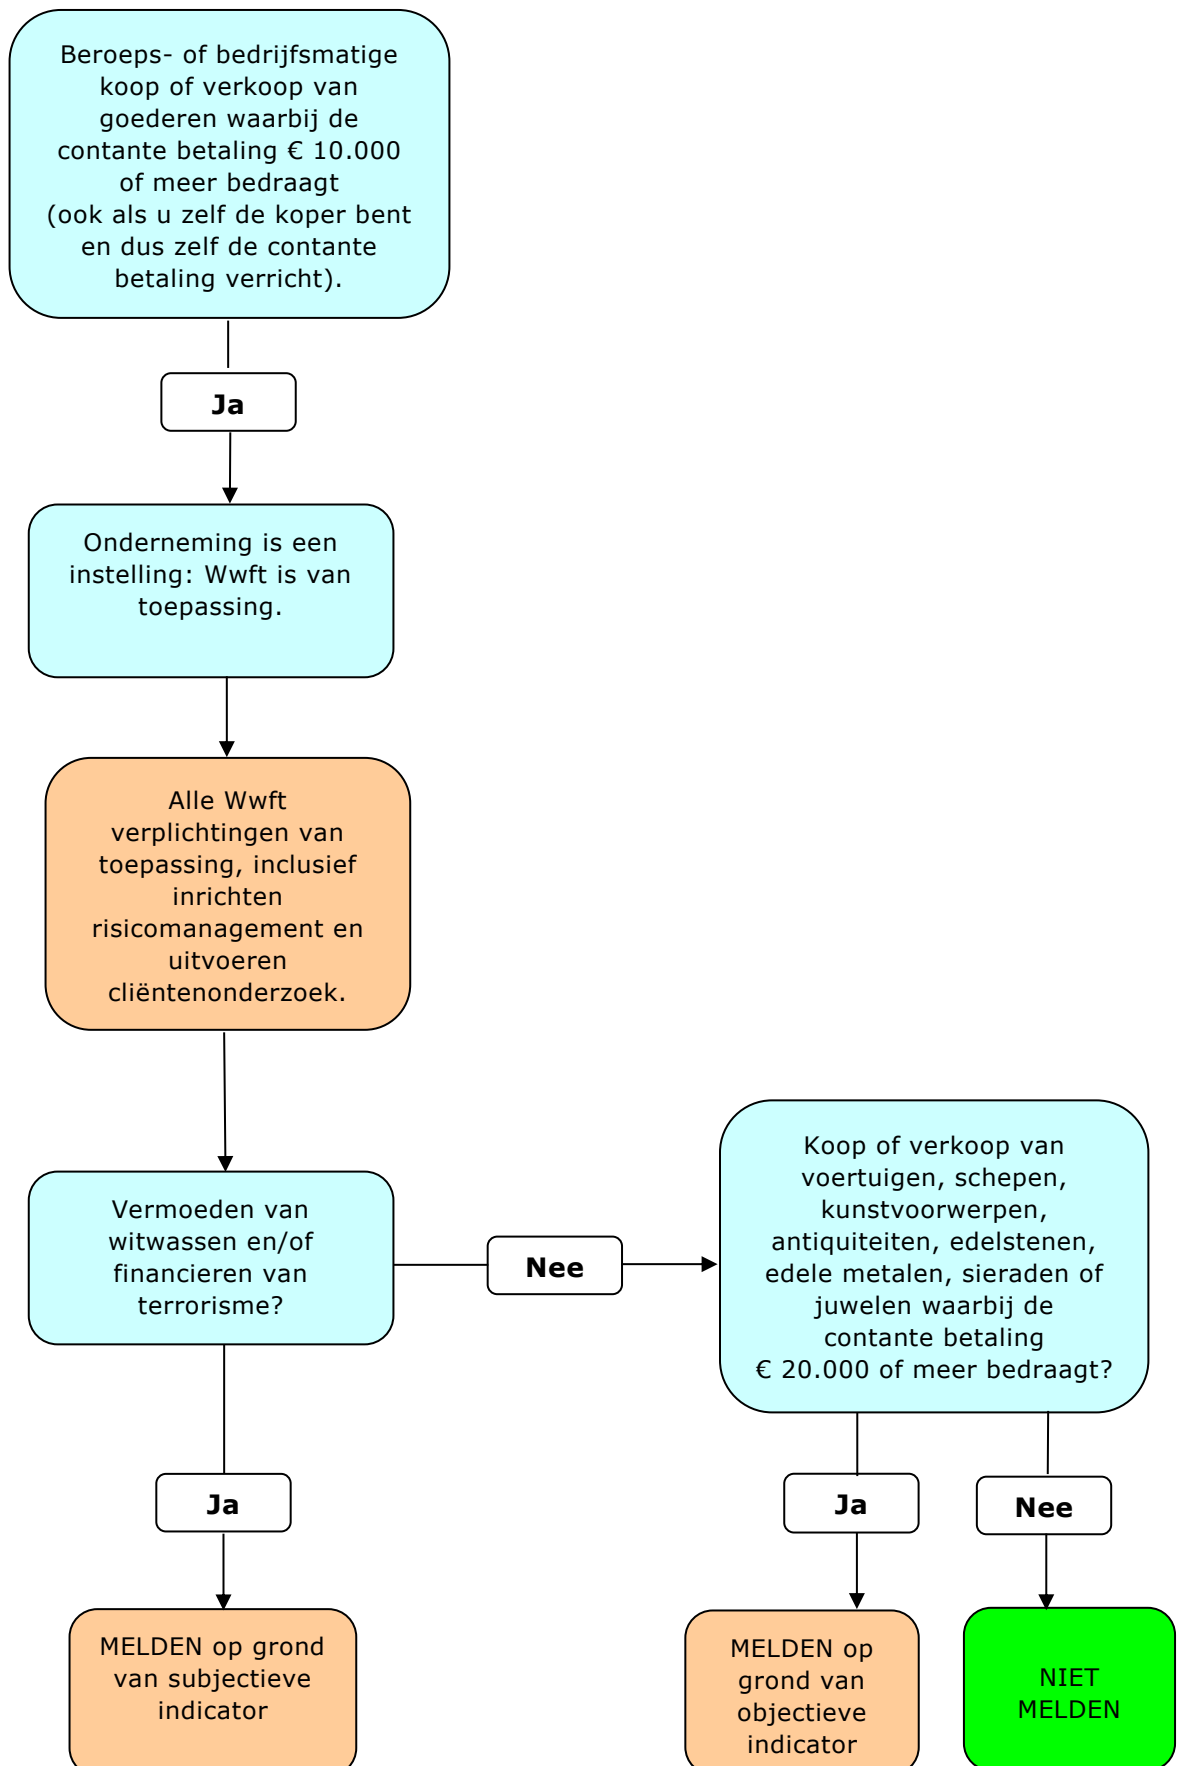 Beroeps- of bedrijfsmatige
koop of verkoop van
goederen waarbij de
contante betaling € 10.000
of meer bedraagt
(ook als u zelf de koper bent
en dus zelf de contante
betaling verricht).
Ja
Onderneming is een
instelling: Wwft is van
toepassing.
Alle Wwft
verplichtingen van
toepassing, inclusief
inrichten
risicomanagement en
uitvoeren
cliëntenonderzoek.
Vermoeden van
witwassen en/of
financieren van
terrorisme?
Nee
Koop of verkoop van
voertuigen, schepen,
kunstvoorwerpen,
antiquiteiten, edelstenen,
edele metalen, sieraden of
juwelen waarbij de
contante betaling
€ 20.000 of meer bedraagt?
Ja
Ja
Nee
MELDEN op grond
van subjectieve
indicator
MELDEN op
grond van
objectieve
indicator
NIET
MELDEN